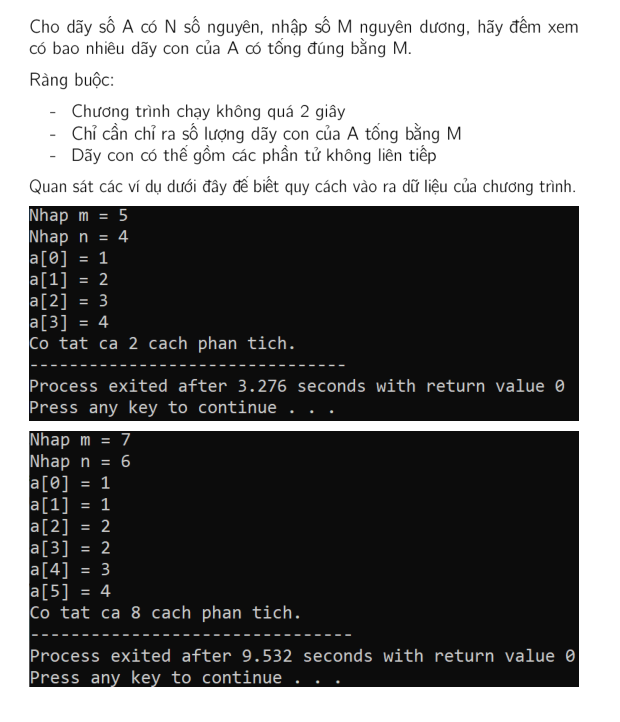 Cho dãy số A có N số nguyên, nhập số M nguyên dương, hãy đếm xem
có bao nhiêu dãy con của A có tổng đúng bằng M.
Ràng buộc:
- Chương trình chạy không quá 2 giây
- Chỉ cần chỉ ra số lượng dãy con của A tổng bằng M
- Dãy con có thể gồm các phần tử không liên tiếp
Quan sát các ví dụ dưới đây để biết quy cách vào ra dữ liệu của chương trình.
Nhap m = 5
Nhap n = 4
a[0] = 1
a[1] = 2
a[2] = 3
a[3] = 4
Co tat ca 2 cach phan tich.
--------------------------------
Process exited after 3.276 seconds with return value 0
Press any key to continue . . .
Nhap m = 7
Nhap n = 6
a[0] = 1
a[1] = 1
a[2] = 2
a[3] = 2
a[4] = 3
a[5] = 4
Co tat ca 8 cach phan tich.
--------------------------------
Process exited after 9.532 seconds with return value 0
Press any key to continue . . .